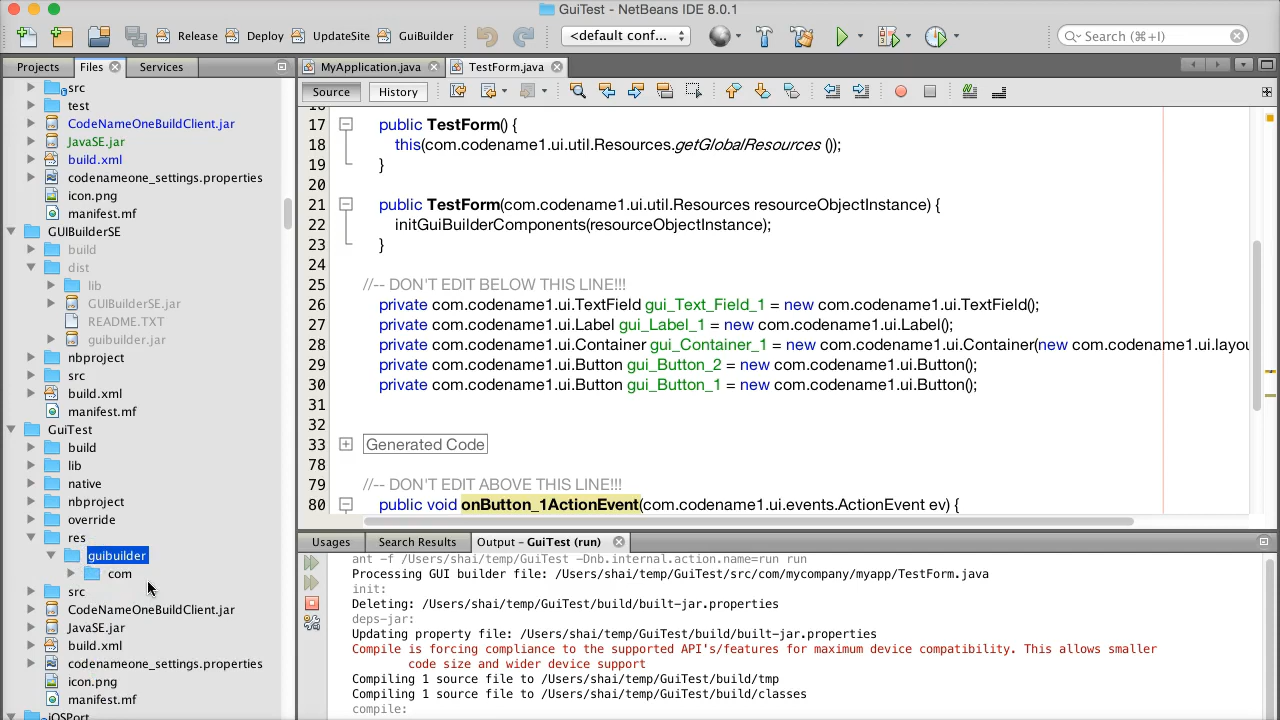 GuiTest - NetBeans IDE 8.0.1
Release Deploy UpdateSite GuiBuilder <default conf... Search (⌘+I)
Projects Files Services
MyApplication.java TestForm.java
Source History
src
test
CodeNameOneBuildClient.jar
JavaSE.jar
build.xml
codenameone_settings.properties
icon.png
manifest.mf
GUIBuilderSE
build
dist
lib
GUIBuilderSE.jar
README.TXT
guibuilder.jar
nbproject
src
build.xml
manifest.mf
GuiTest
build
lib
native
nbproject
override
res
guibuilder
com
src
CodeNameOneBuildClient.jar
JavaSE.jar
build.xml
codenameone_settings.properties
icon.png
manifest.mf
iOSPort
16
17 public TestForm() {
18 this(com.codename1.ui.util.Resources.getGlobalResources ());
19 }
20
21 public TestForm(com.codename1.ui.util.Resources resourceObjectInstance) {
22 initGuiBuilderComponents(resourceObjectInstance);
23 }
24
25 //-- DON'T EDIT BELOW THIS LINE!!!
26 private com.codename1.ui.TextField gui_Text_Field_1 = new com.codename1.ui.TextField();
27 private com.codename1.ui.Label gui_Label_1 = new com.codename1.ui.Label();
28 private com.codename1.ui.Container gui_Container_1 = new com.codename1.ui.Container(new com.codename1.ui.layou
29 private com.codename1.ui.Button gui_Button_2 = new com.codename1.ui.Button();
30 private com.codename1.ui.Button gui_Button_1 = new com.codename1.ui.Button();
31
32
33 Generated Code
78
79 //-- DON'T EDIT ABOVE THIS LINE!!!
80 public void onButton_1ActionEvent(com.codename1.ui.events.ActionEvent ev) {
Usages Search Results Output - GuiTest (run)
ant -f /Users/shai/temp/GuiTest -Dnb.internal.action.name=run run
Processing GUI builder file: /Users/shai/temp/GuiTest/src/com/mycompany/myapp/TestForm.java
init:
Deleting: /Users/shai/temp/GuiTest/build/built-jar.properties
deps-jar:
Updating property file: /Users/shai/temp/GuiTest/build/built-jar.properties
Compile is forcing compliance to the supported API's/features for maximum device compatibility. This allows smaller
code size and wider device support
Compiling 1 source file to /Users/shai/temp/GuiTest/build/tmp
Compiling 1 source file to /Users/shai/temp/GuiTest/build/classes
compile: